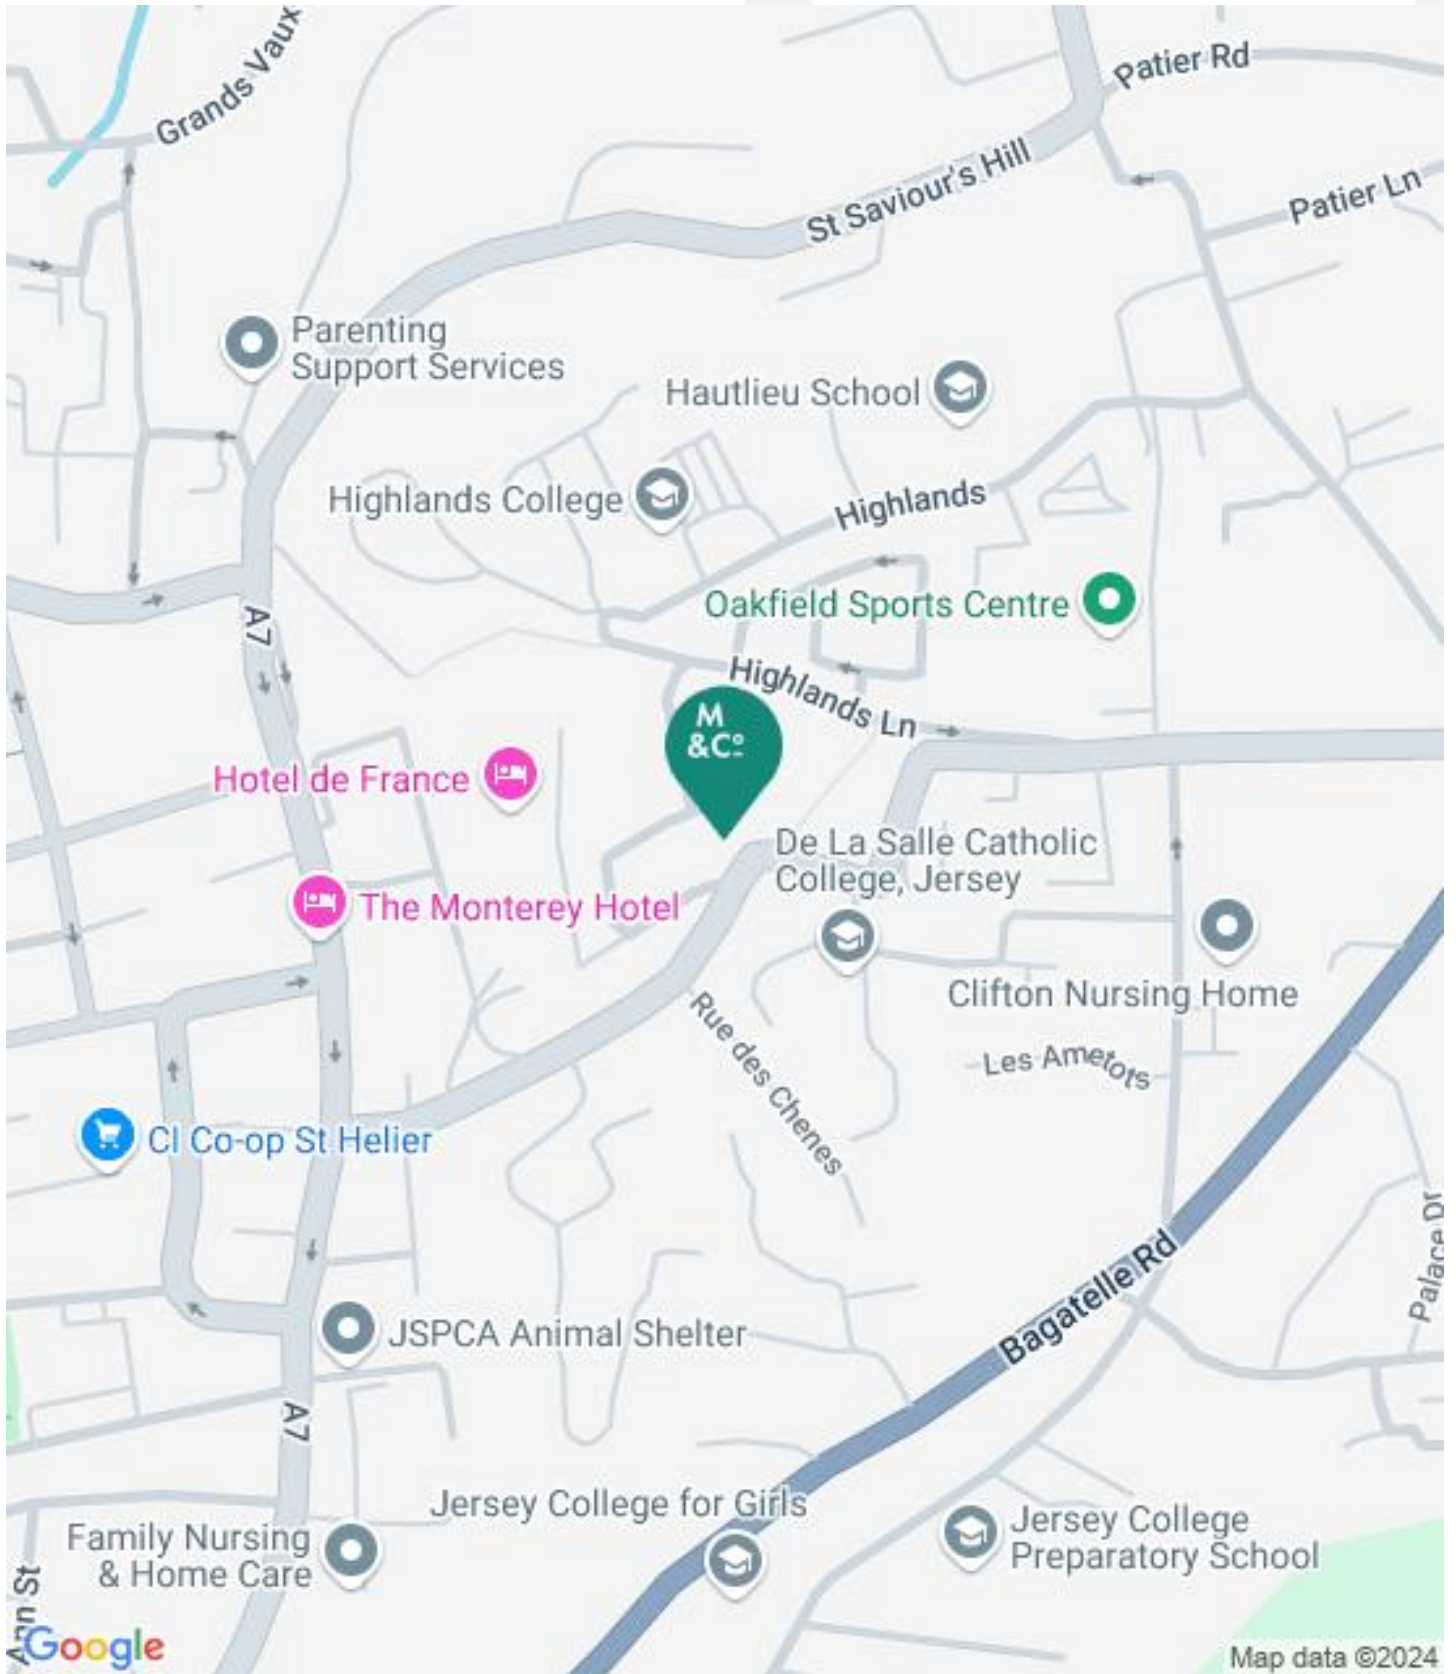 Grands Vaux
Patier Rd
St Saviour's Hill
Patier Ln
Parenting
Support Services
Hautlieu School
Highlands College
Highlands
Oakfield Sports Centre
A7
Highlands Ln
M
&Cº
Hotel de France
De La Salle Catholic
College, Jersey
The Monterey Hotel
Clifton Nursing Home
Rue des Chenes
Les Ametots
CI Co-op St Helier
Palace Dr
Bagatelle Rd
JSPCA Animal Shelter
A7
Jersey College for Girls
Jersey College
Preparatory School
Family Nursing
& Home Care
Ann St
Google
Map data ©2024